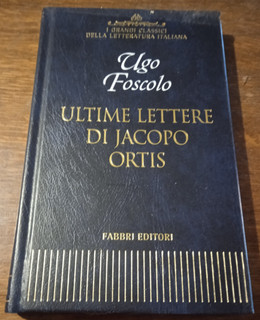 I GRANDI CLASSICI
DELLA LETTERATURA ITALIANA
Ugo
Foscolo
ULTIME LETTERE
DI JACOPO
ORTIS
FABBRI EDITORI